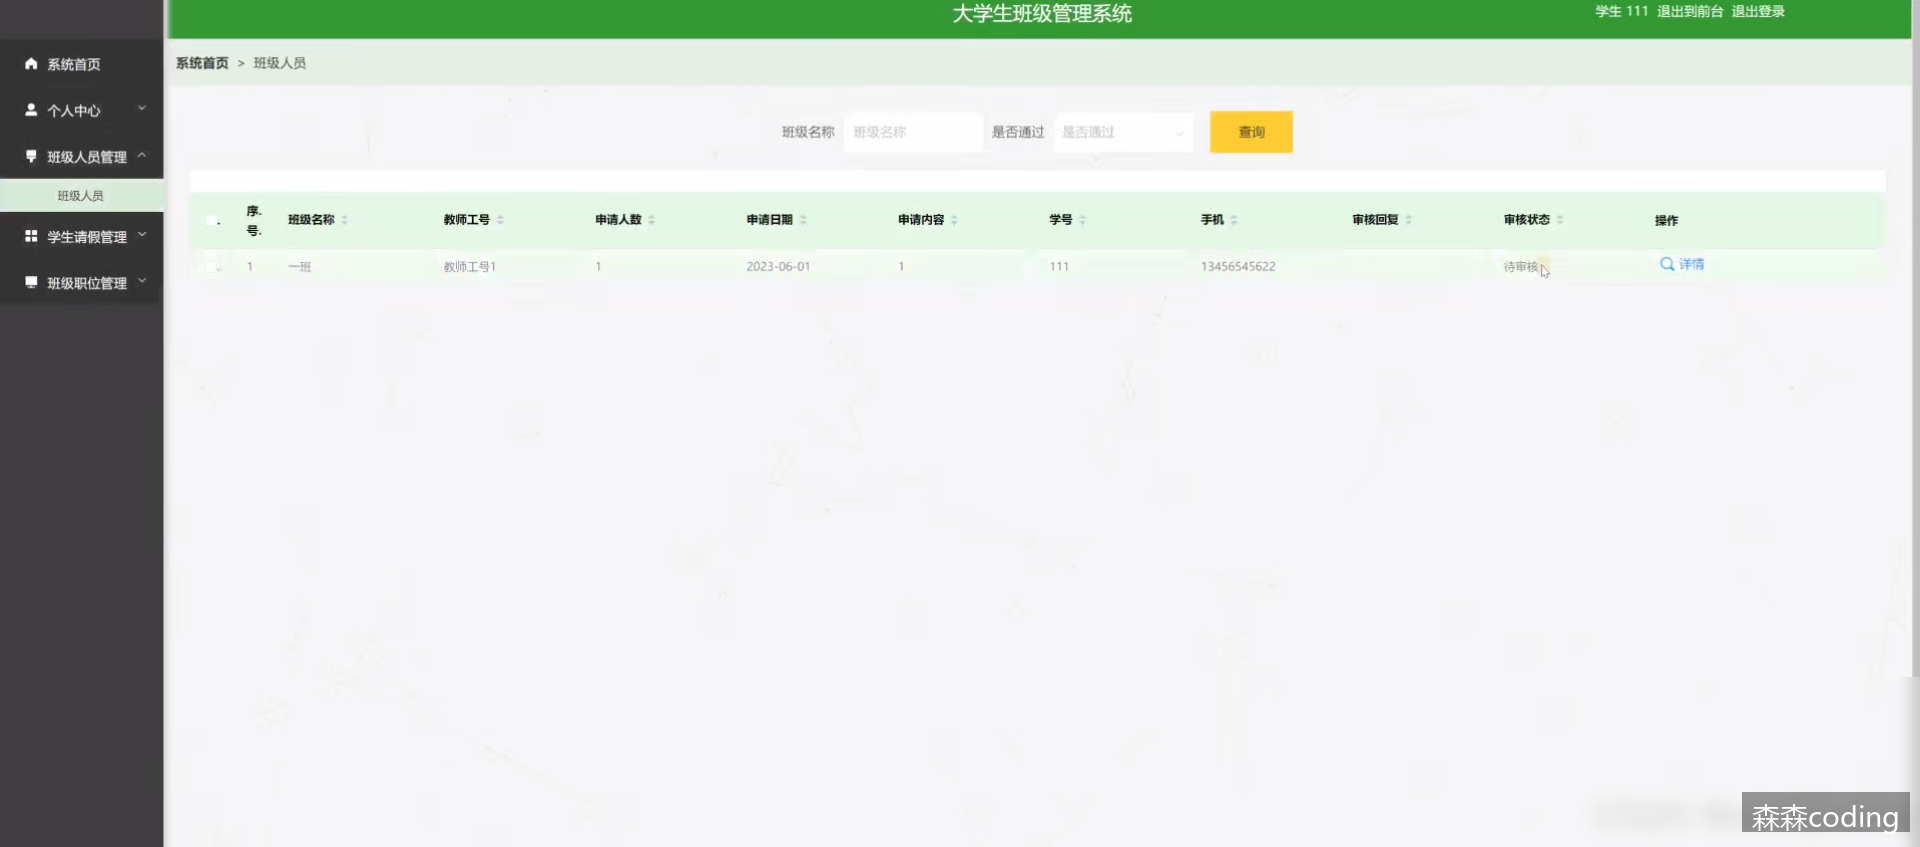 大学生班级管理系统
学生 111 退出到前台 退出登录
系统首页
个人中心
班级人员管理
班级人员
学生请假管理
班级职位管理
系统首页 > 班级人员
班级名称 班级名称 是否通过 是否通过 查询
序号. 班级名称 教师工号 申请人数 申请日期 申请内容 学号 手机 审核回复 审核状态 操作
1 一班 教师工号1 1 2023-06-01 1 111 13456545622 待审核 详情
森森coding